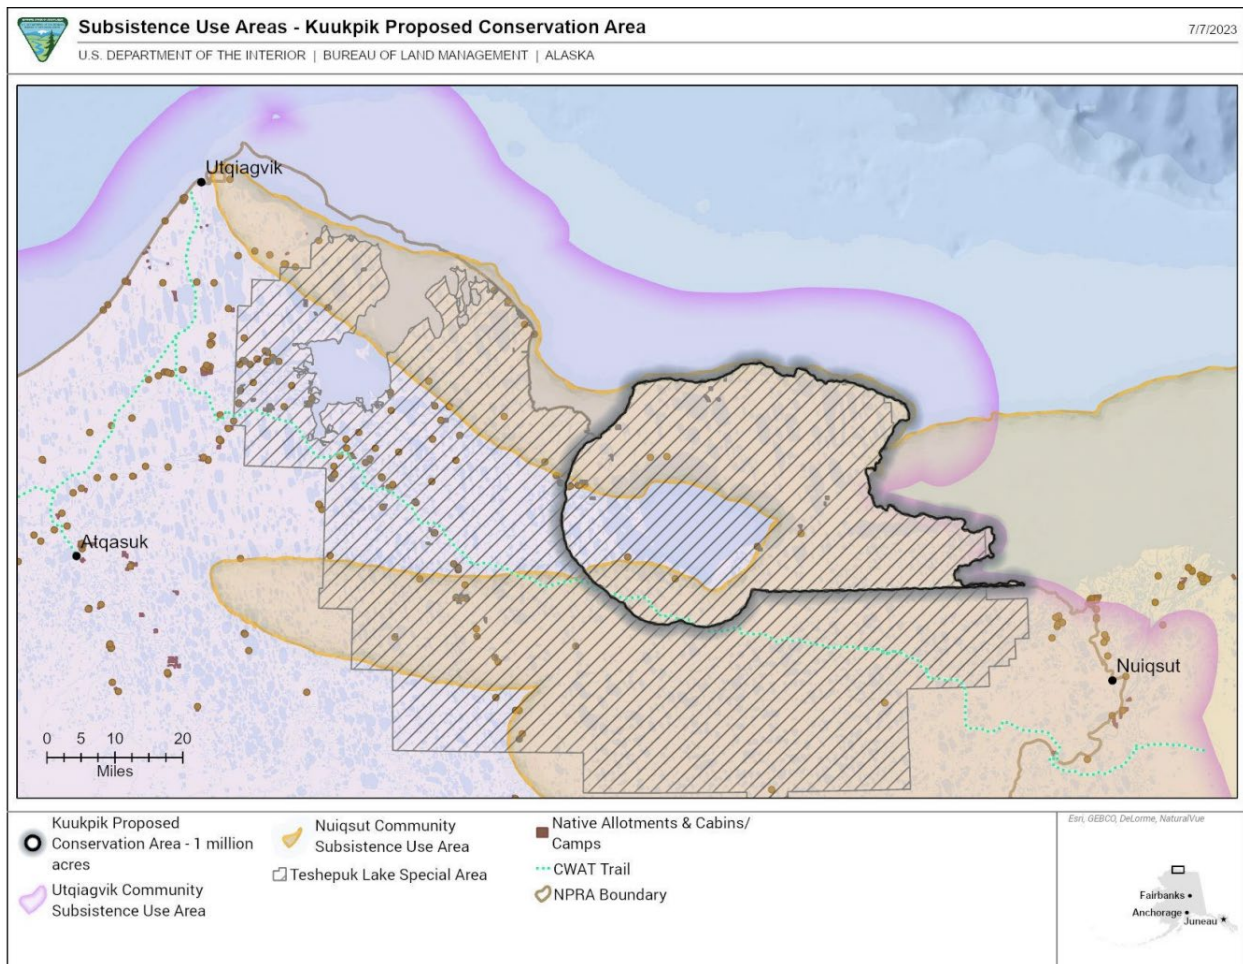 Subsistence Use Areas - Kuukpik Proposed Conservation Area
7/7/2023
U.S. DEPARTMENT OF THE INTERIOR | BUREAU OF LAND MANAGEMENT | ALASKA
Utqiagvik
Atqasuk
Nuiqsut
0 5 10 20
Miles
Kuukpik Proposed
Conservation Area - 1 million
acres
Utqiagvik Community
Subsistence Use Area
Nuiqsut Community
Subsistence Use Area
Teshepuk Lake Special Area
Native Allotments & Cabins/
Camps
CWAT Trail
NPRA Boundary
Esri, GEBCO, DeLorme, NaturalVue
Fairbanks
Anchorage
Juneau